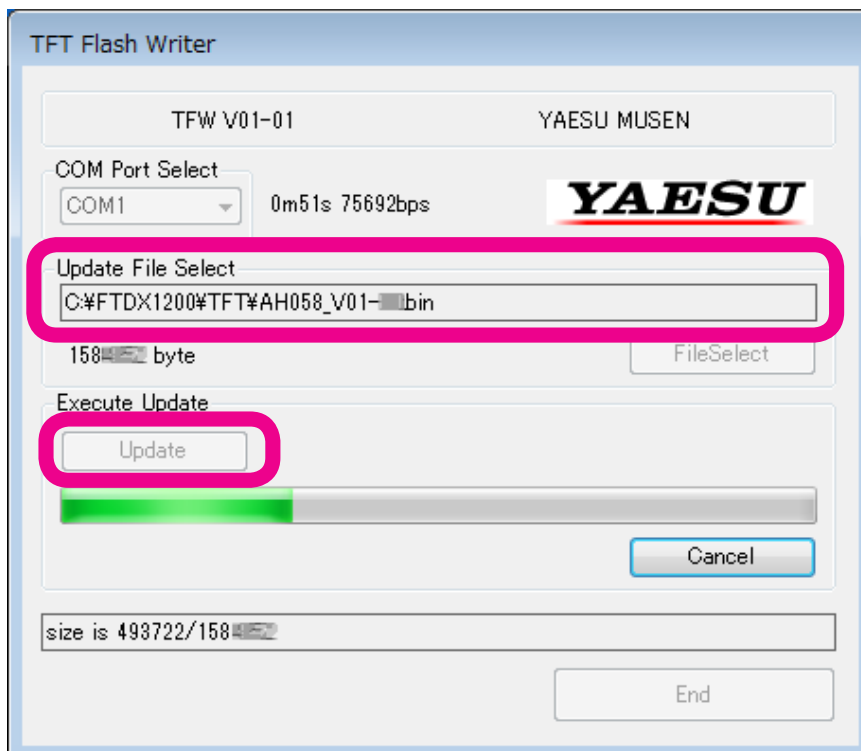 TFT Flash Writer
TFW V01-01 YAESU MUSEN
COM Port Select
COM1 0m51s 75692bps YAESU
Update File Select
C:¥FTDX1200¥TFT¥AH058_V01- bin
158 byte FileSelect
Execute Update
Update
Cancel
size is 493722/158
End